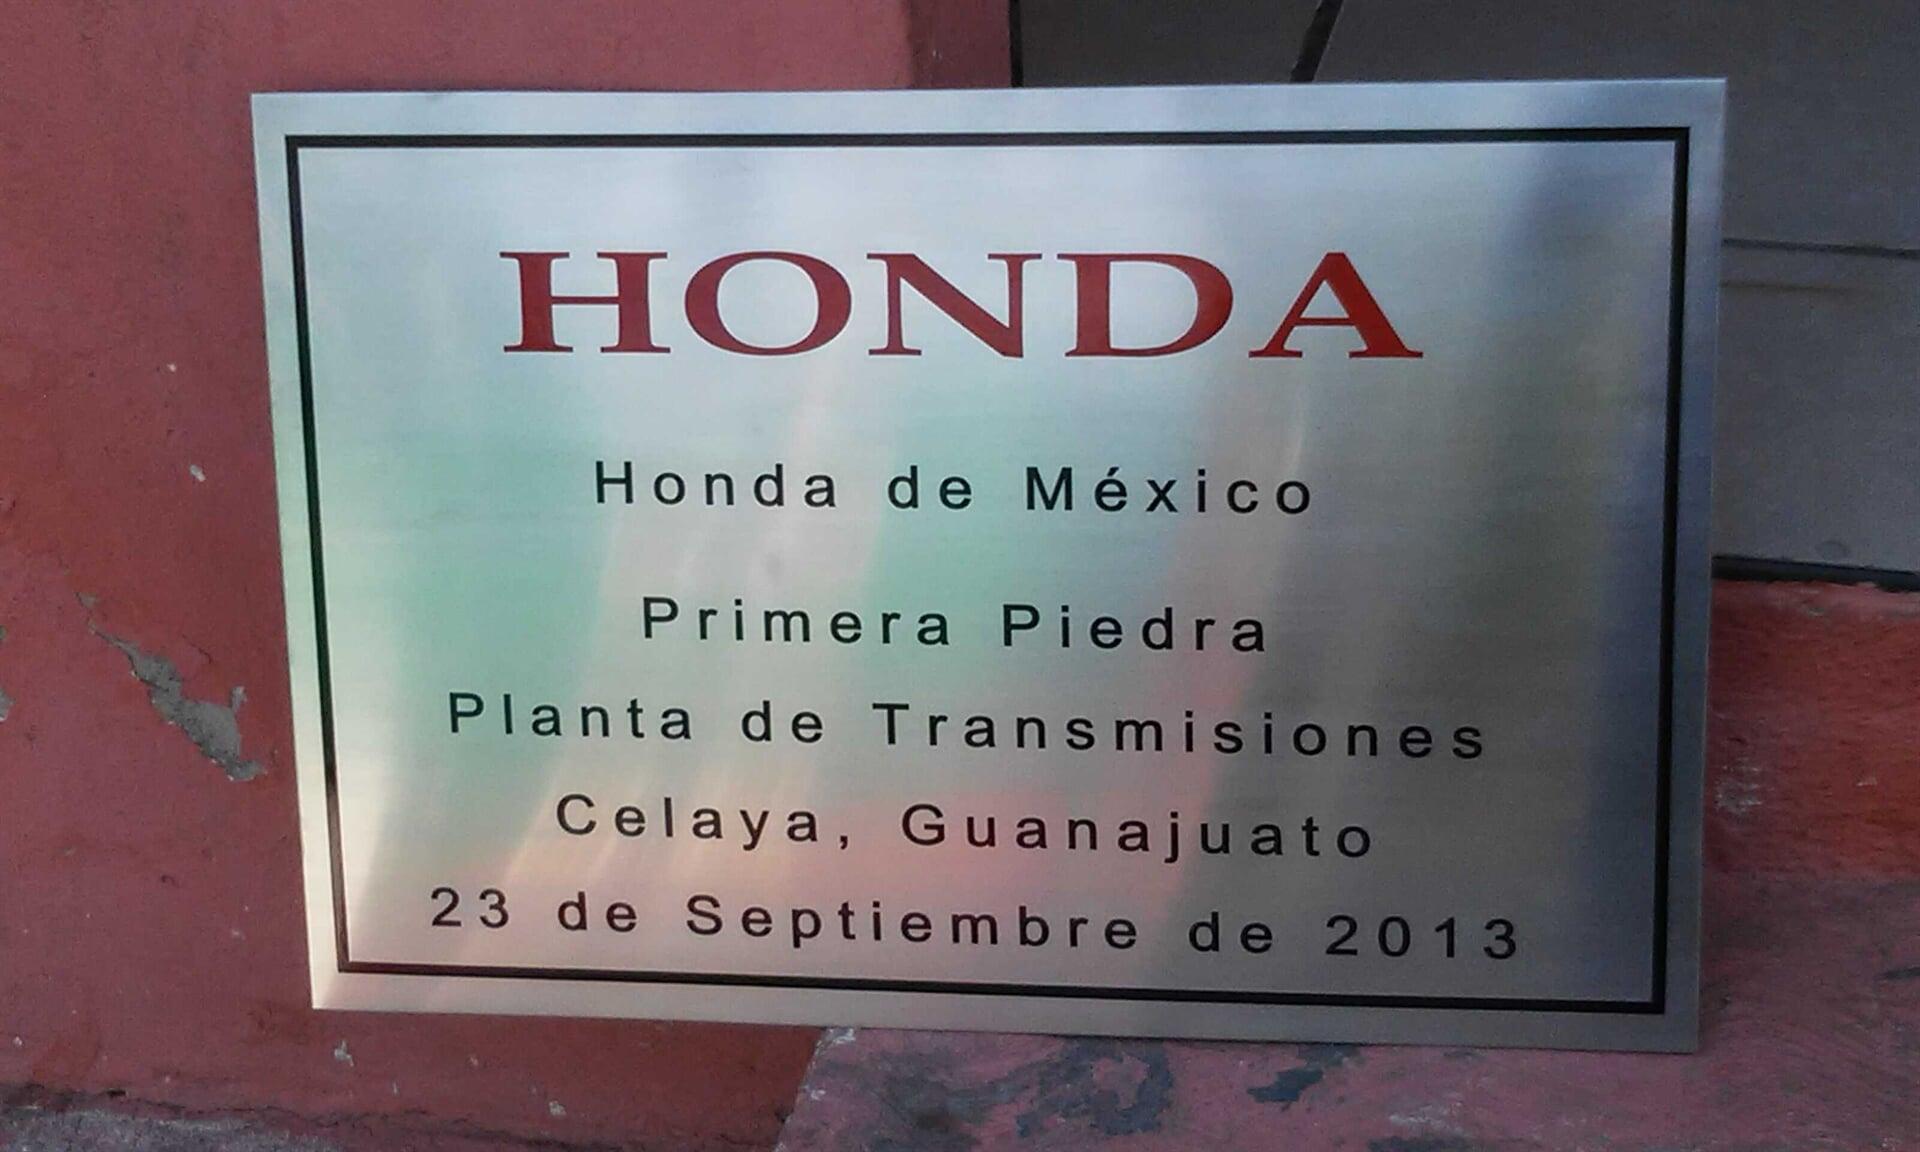 HONDA
Honda de México
Primera Piedra
Planta de Transmisiones
Celaya, Guanajuato
23 de Septiembre de 2013